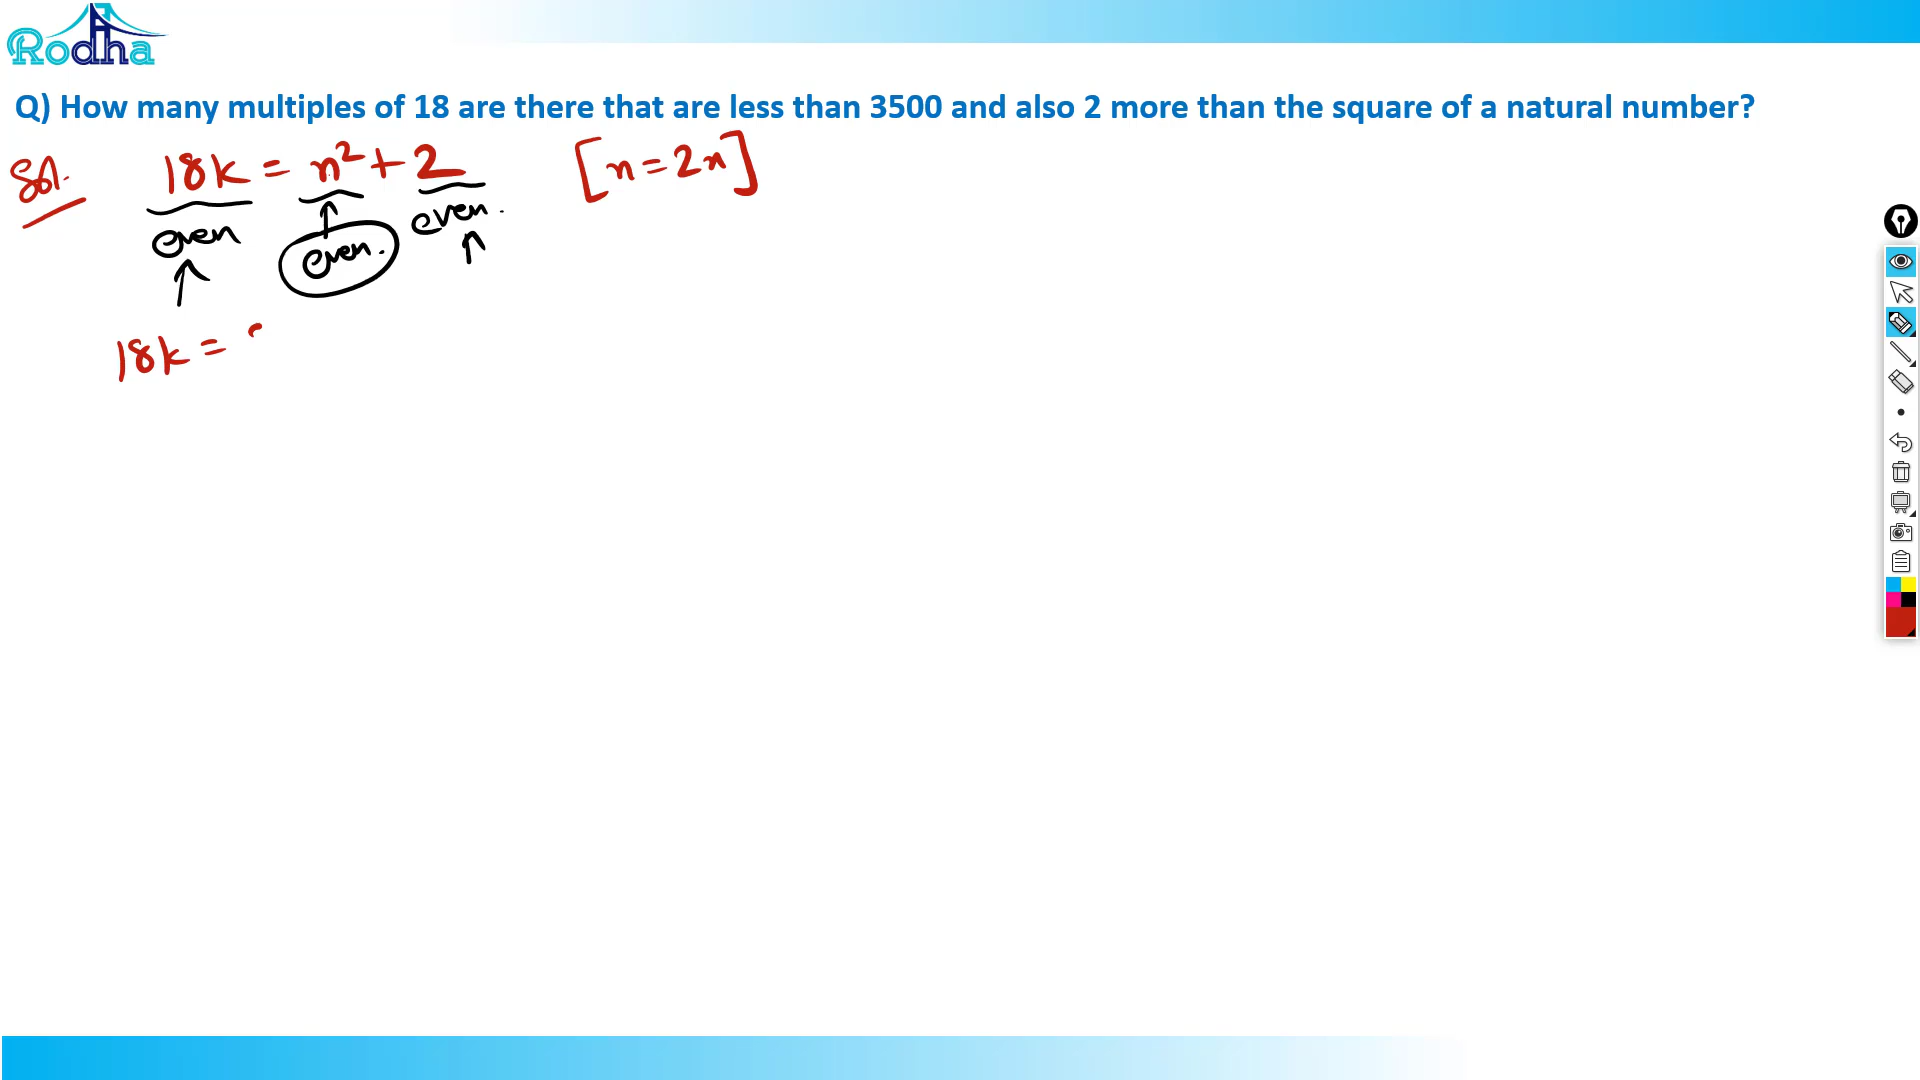 Rodha
Q) How many multiples of 18 are there that are less than 3500 and also 2 more than the square of a natural number?
Sol. 18k = n² + 2 [n = 2x]
even even. even.
18k =